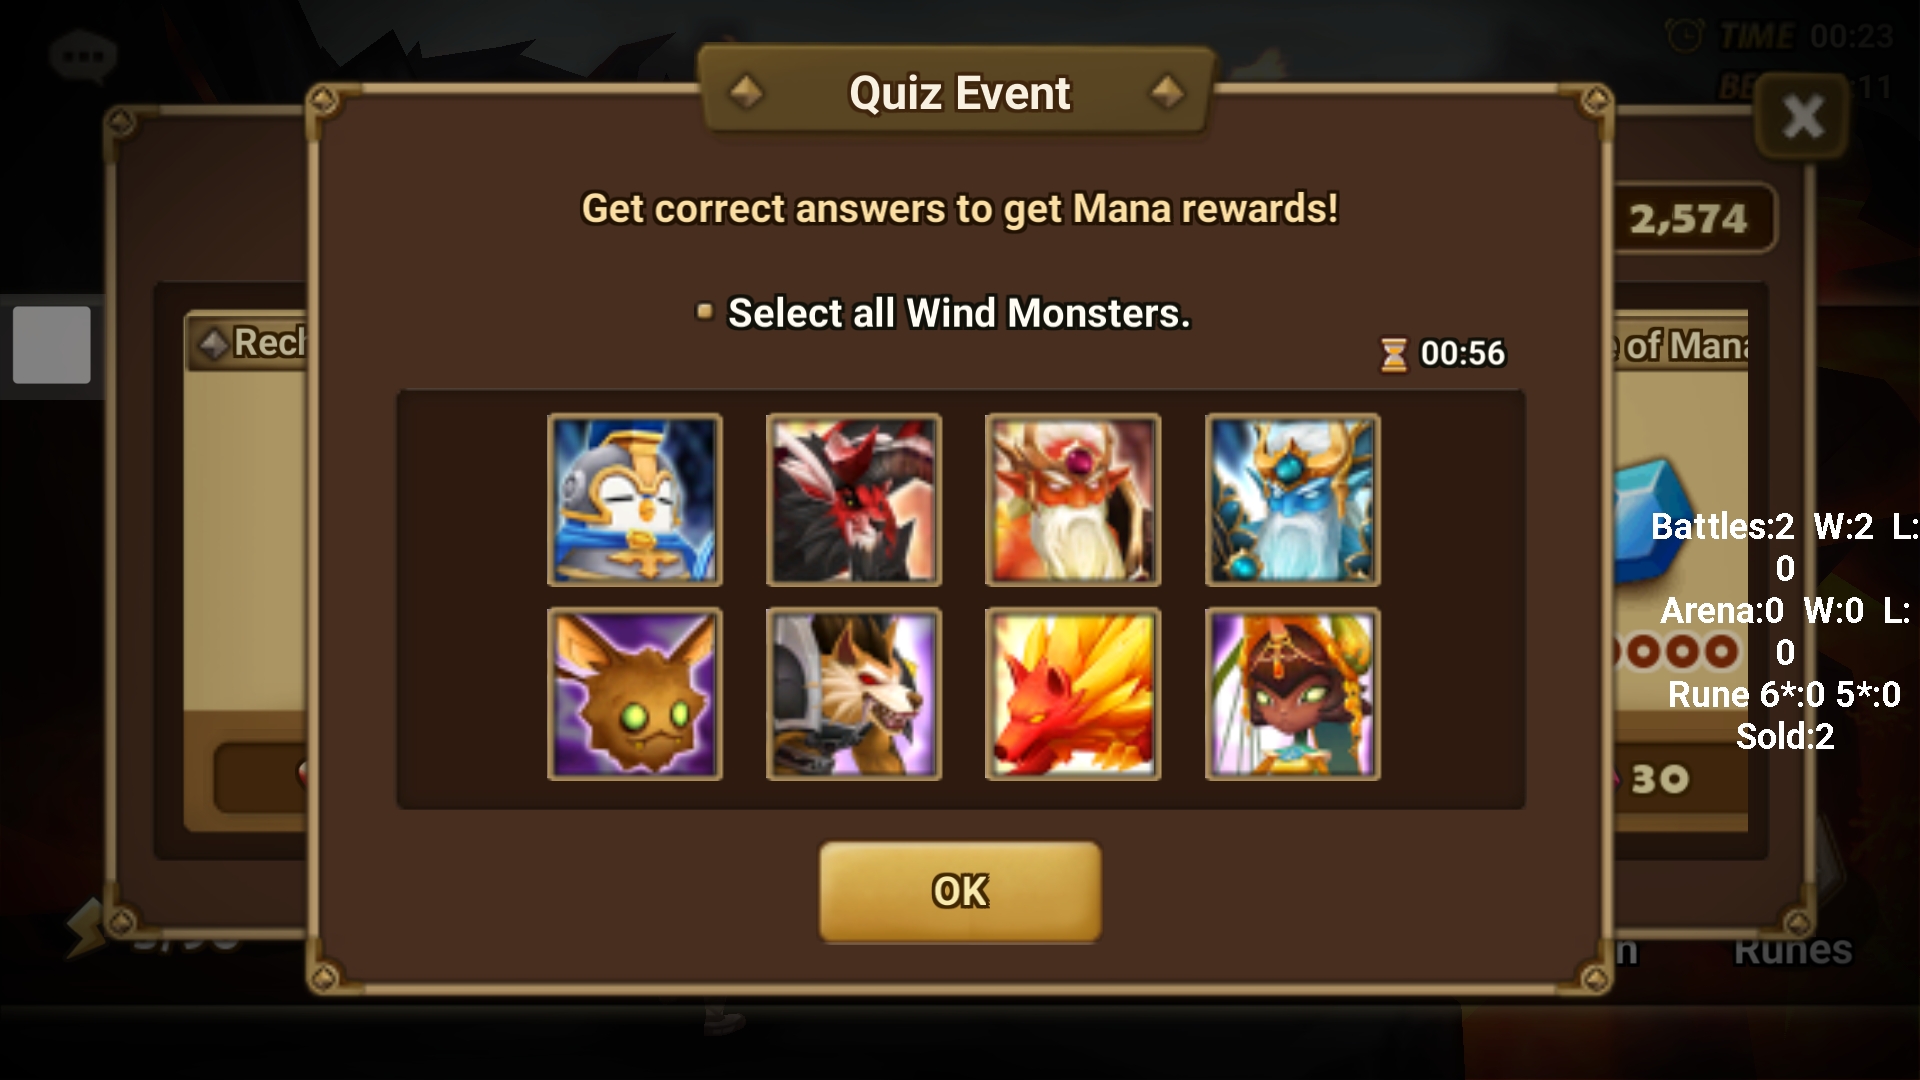 TIME 00:23
Quiz Event
Get correct answers to get Mana rewards!
2,574
Select all Wind Monsters.
00:56
of Mana
Battles:2 W:2 L:
0
Arena:0 W:0 L:
0
Rune 6*:0 5*:0
Sold:2
30
OK
Runes